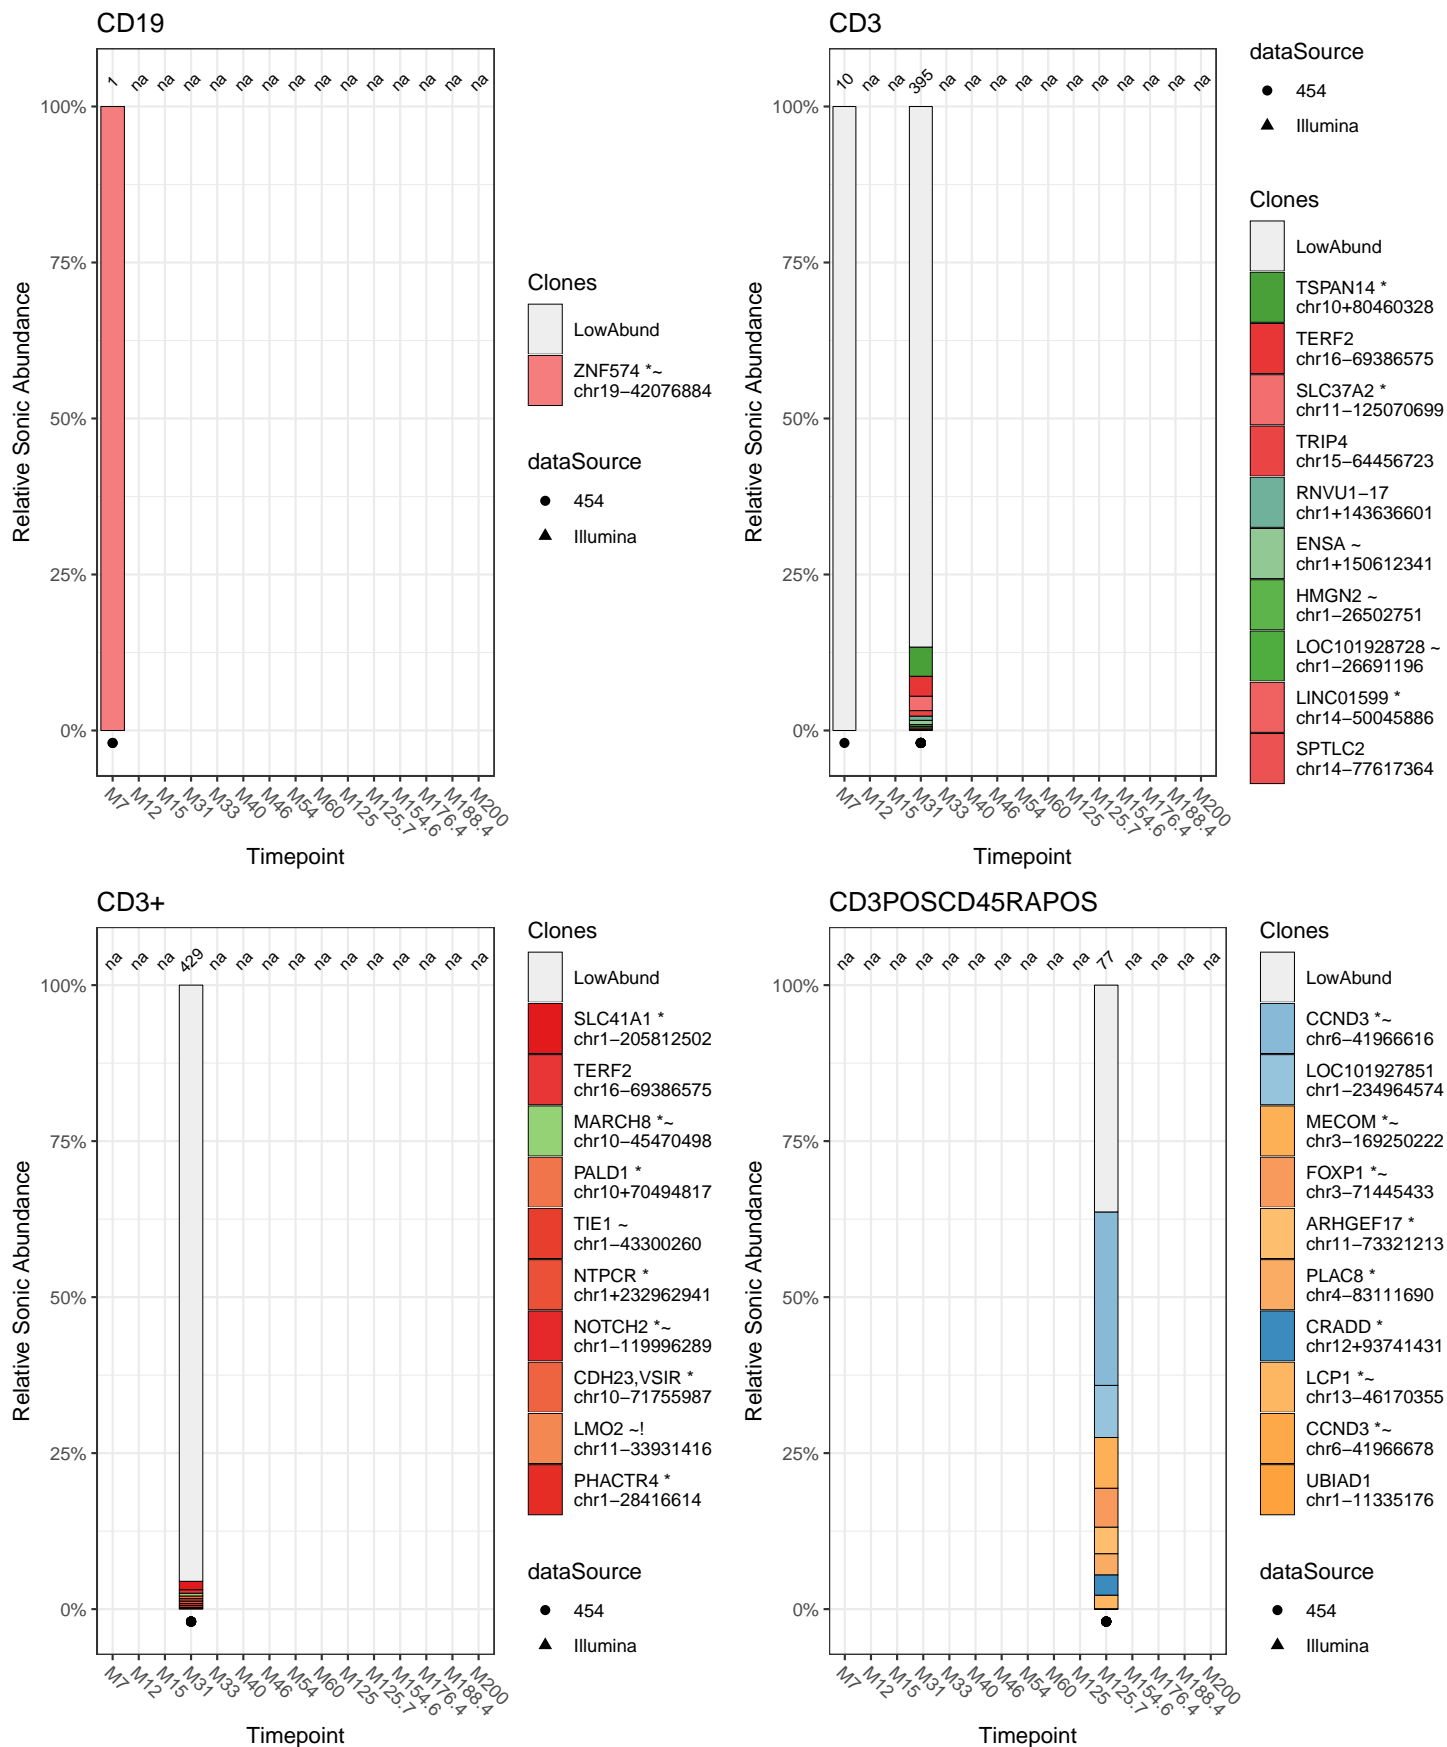 CD19
1 na na na na na na na na na na na na na na
100%
75%
50%
25%
0%
Relative Sonic Abundance
M7 M12 M15 M31 M33 M40 M46 M54 M60 M125 M125.7 M154.6 M176.4 M188.4 M200
Timepoint
Clones
LowAbund
ZNF574 *~
chr19−42076884
dataSource
454
Illumina
CD3
10 na na 395 na na na na na na na na na na na
100%
75%
50%
25%
0%
Relative Sonic Abundance
M7 M12 M15 M31 M33 M40 M46 M54 M60 M125 M125.7 M154.6 M176.4 M188.4 M200
Timepoint
dataSource
454
Illumina
Clones
LowAbund
TSPAN14 *
chr10+80460328
TERF2
chr16−69386575
SLC37A2 *
chr11−125070699
TRIP4
chr15−64456723
RNVU1−17
chr1+143636601
ENSA ~
chr1+150612341
HMGN2 ~
chr1−26502751
LOC101928728 ~
chr1−26691196
LINC01599 *
chr14−50045886
SPTLC2
chr14−77617364
CD3+
na na na 429 na na na na na na na na na na na
100%
75%
50%
25%
0%
Relative Sonic Abundance
M7 M12 M15 M31 M33 M40 M46 M54 M60 M125 M125.7 M154.6 M176.4 M188.4 M200
Timepoint
Clones
LowAbund
SLC41A1 *
chr1−205812502
TERF2
chr16−69386575
MARCH8 *~
chr10−45470498
PALD1 *
chr10+70494817
TIE1 ~
chr1−43300260
NTPCR *
chr1+232962941
NOTCH2 *~
chr1−119996289
CDH23,VSIR *
chr10−71755987
LMO2 ~!
chr11−33931416
PHACTR4 *
chr1−28416614
dataSource
454
Illumina
CD3POSCD45RAPOS
na na na na na na na na na na 77 na na na na
100%
75%
50%
25%
0%
Relative Sonic Abundance
M7 M12 M15 M31 M33 M40 M46 M54 M60 M125 M125.7 M154.6 M176.4 M188.4 M200
Timepoint
Clones
LowAbund
CCND3 *~
chr6−41966616
LOC101927851
chr1−234964574
MECOM *~
chr3−169250222
FOXP1 *~
chr3−71445433
ARHGEF17 *
chr11−73321213
PLAC8 *
chr4−83111690
CRADD *
chr12+93741431
LCP1 *~
chr13−46170355
CCND3 *~
chr6−41966678
UBIAD1
chr1−11335176
dataSource
454
Illumina